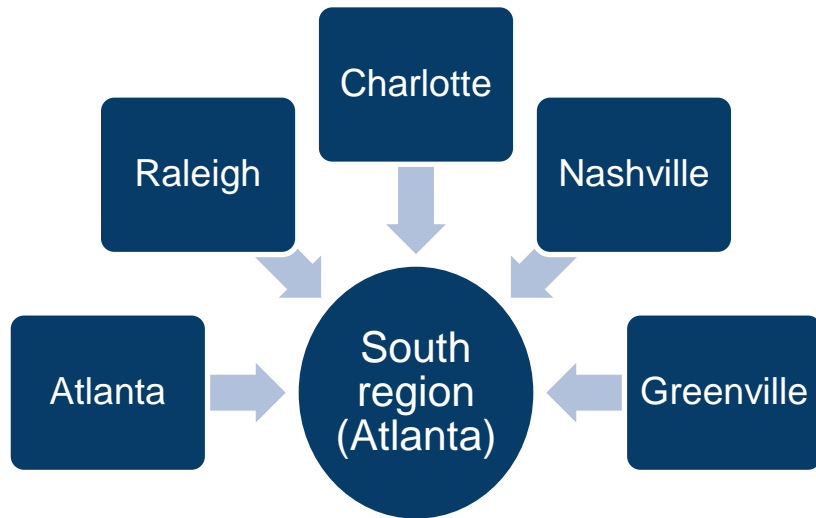 Charlotte
Raleigh
Nashville
Atlanta
South
region
(Atlanta)
Greenville